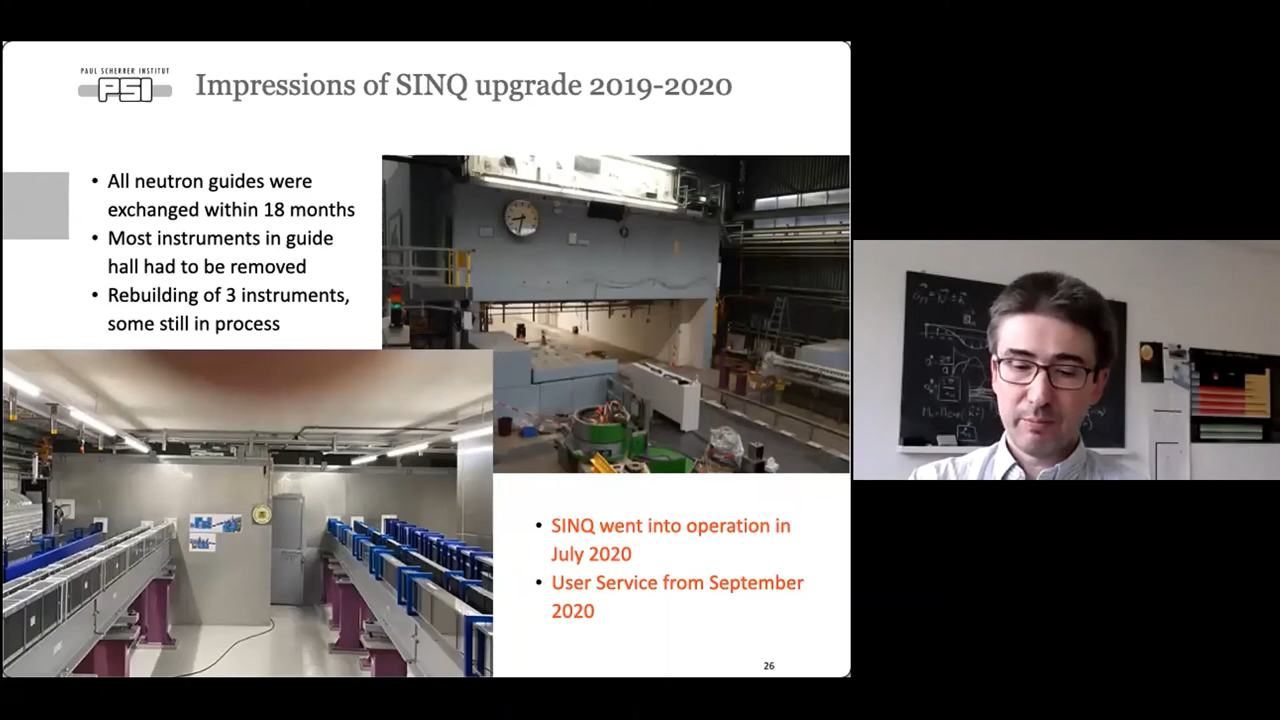 PAUL SCHERRER INSTITUT
PSI
Impressions of SINQ upgrade 2019-2020
• All neutron guides were
exchanged within 18 months
• Most instruments in guide
hall had to be removed
• Rebuilding of 3 instruments,
some still in process
• SINQ went into operation in
July 2020
• User Service from September
2020
26